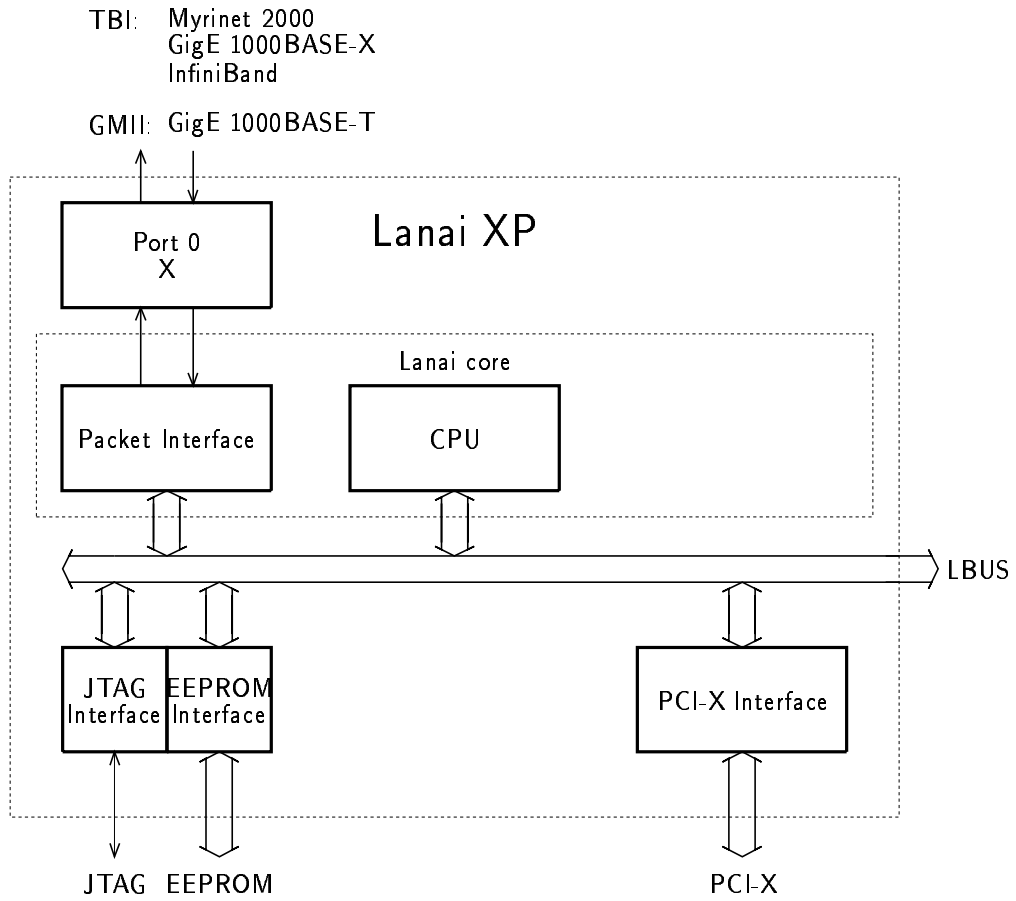 TBI: Myrinet 2000
GigE 1000BASE-X
InfiniBand
GMII: GigE 1000BASE-T
Lanai XP
Port 0
X
Lanai core
Packet Interface
CPU
LBUS
JTAG
Interface
EEPROM
Interface
PCI-X Interface
JTAG
EEPROM
PCI-X